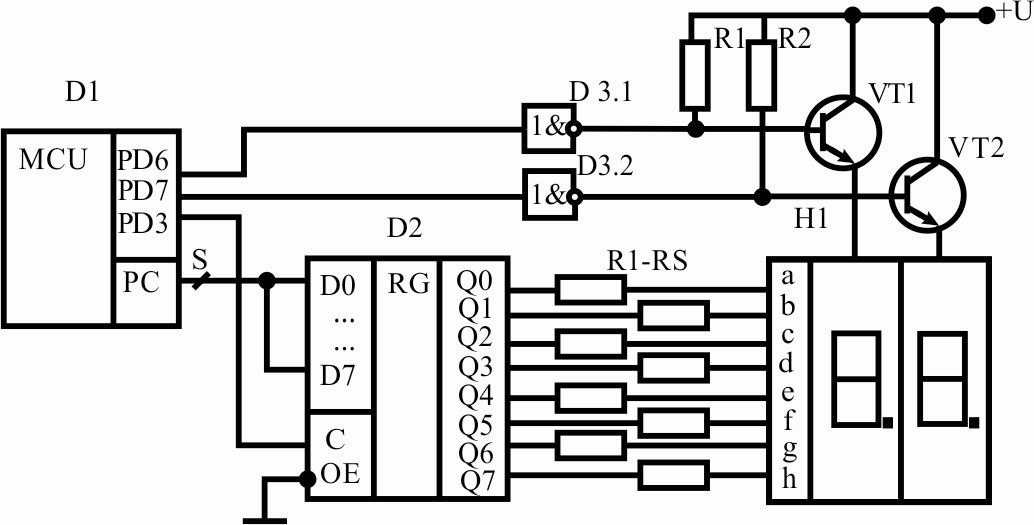 +U
R1 R2
D1
D 3.1
VT1
1&
MCU
PD6
PD7
PD3
D3.2
1&
VT2
H1
D2
S
PC
R1-RS
D0
...
...
D7
RG
Q0
Q1
Q2
Q3
Q4
Q5
Q6
Q7
C
OE
a
b
c
d
e
f
g
h